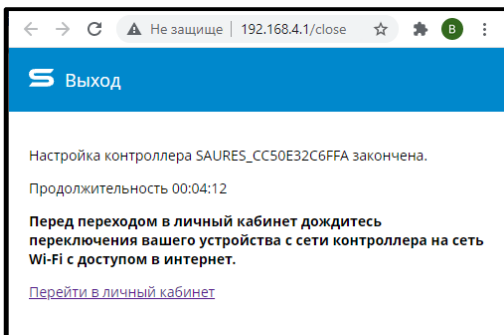 Не защище 192.168.4.1/close B
S Выход
Настройка контроллера SAURES_CC50E32C6FFA закончена.
Продолжительность 00:04:12
Перед переходом в личный кабинет дождитесь
переключения вашего устройства с сети контроллера на сеть
Wi-Fi с доступом в интернет.
Перейти в личный кабинет